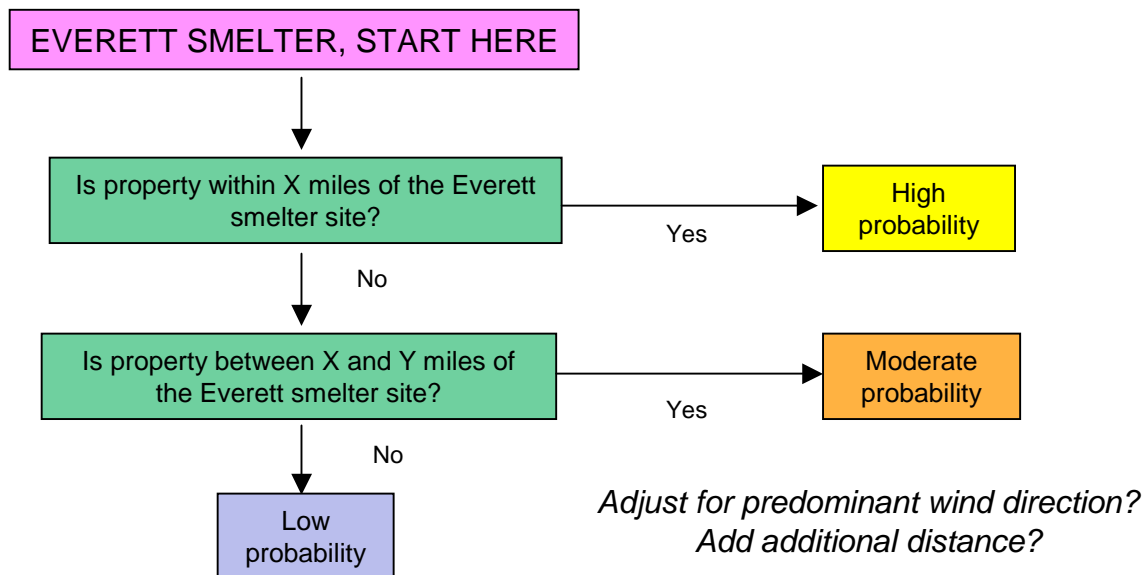 EVERETT SMELTER, START HERE
Is property within X miles of the Everett
smelter site?
Yes
High
probability
No
Is property between X and Y miles of
the Everett smelter site?
Yes
Moderate
probability
No
Low
probability
Adjust for predominant wind direction?
Add additional distance?